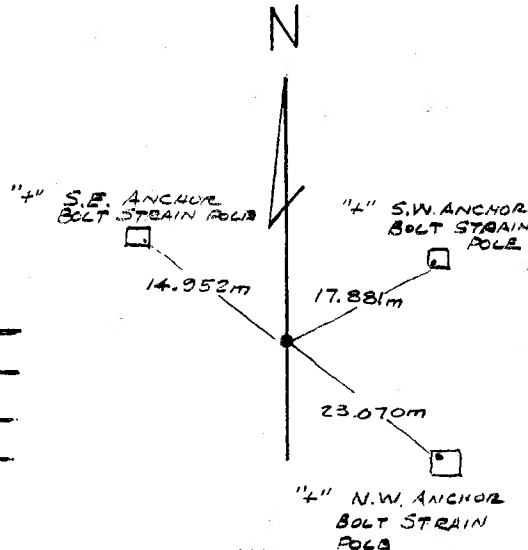 N
"+" S.E. ANCHOR
BOLT STRAIN POLE
"+" S.W. ANCHOR
BOLT STRAIN
POLE
14.952m
17.881m
23.070m
"+" N.W. ANCHOR
BOLT STRAIN
POLE